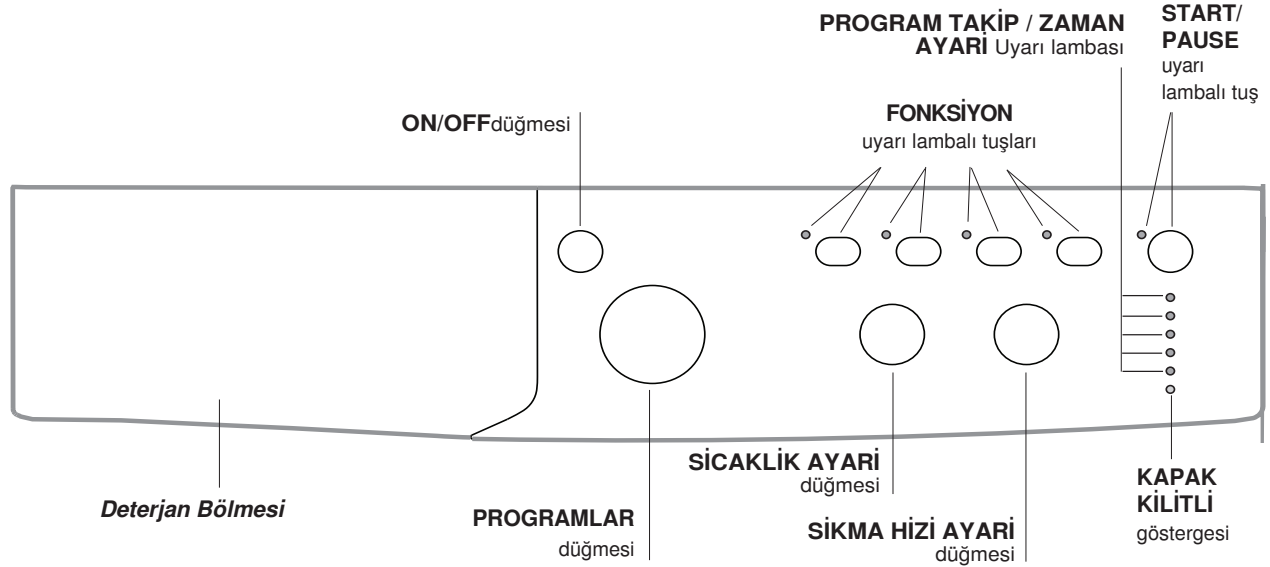 PROGRAM TAKİP / ZAMAN
AYARİ Uyarı lambası
START/
PAUSE
uyarı
lambalı tuş
ON/OFFdüğmesi
FONKSİYON
uyarı lambalı tuşları
Deterjan Bölmesi
PROGRAMLAR
düğmesi
SİCAKLİK AYARİ
düğmesi
SİKMA HİZİ AYARİ
düğmesi
KAPAK
KİLİTLİ
göstergesi